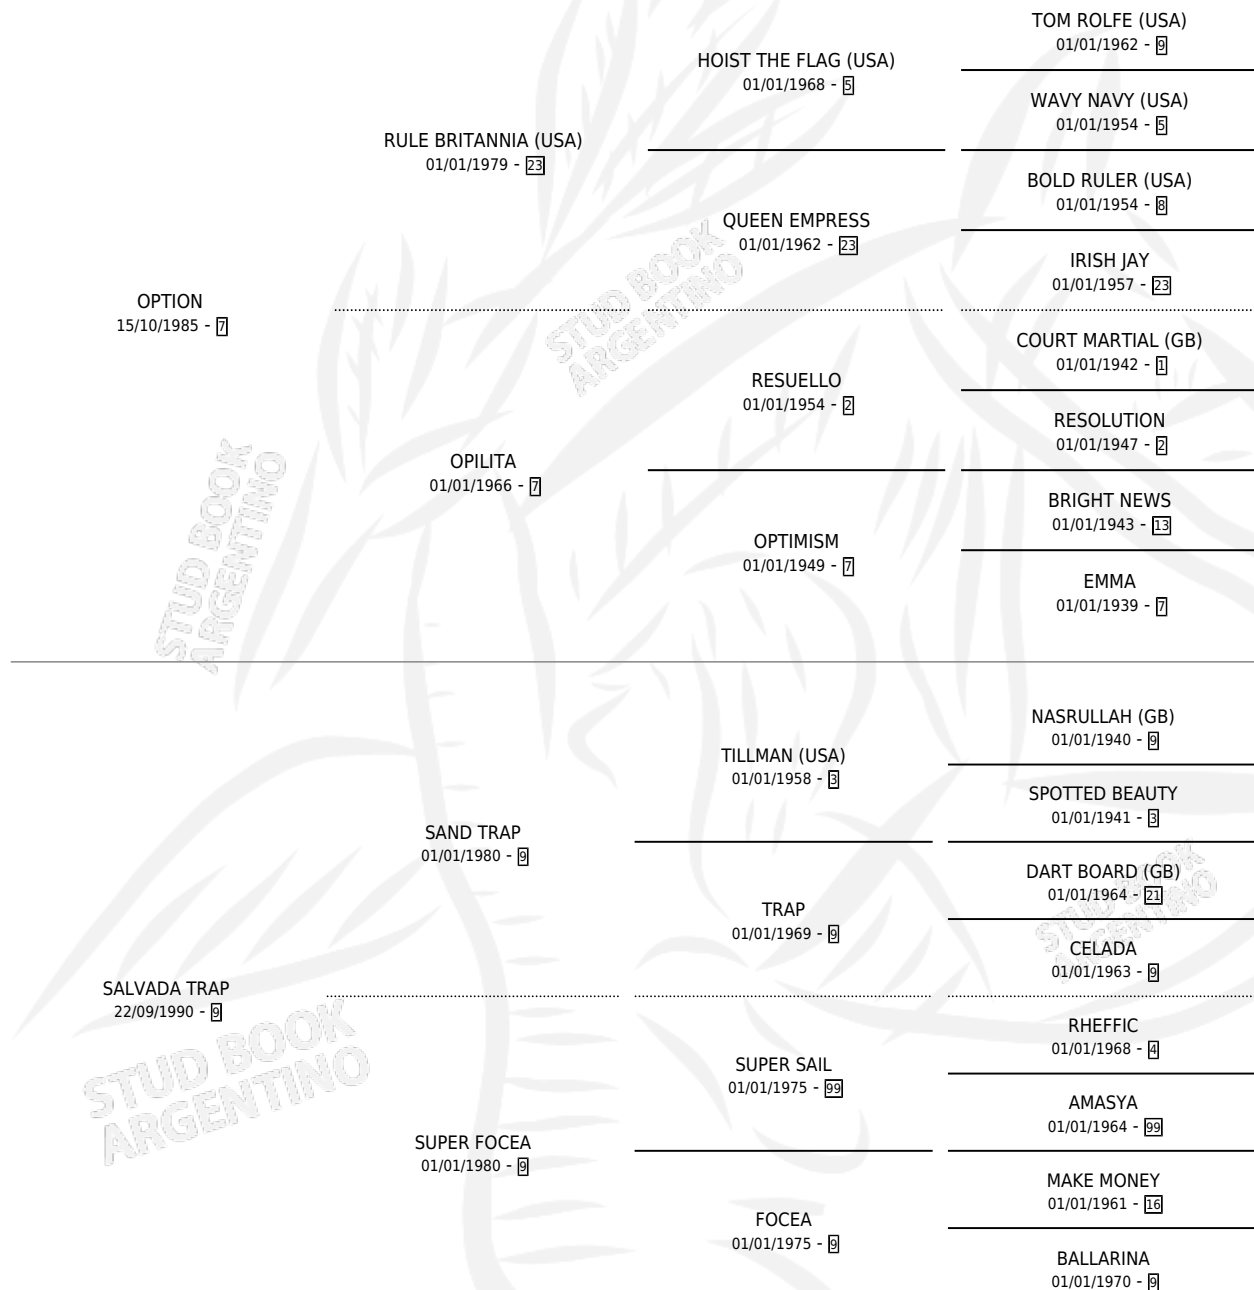 TOM ROLFE (USA)
01/01/1962 - 9
HOIST THE FLAG (USA)
01/01/1968 - 5
WAVY NAVY (USA)
01/01/1954 - 5
RULE BRITANNIA (USA)
01/01/1979 - 23
BOLD RULER (USA)
01/01/1954 - 8
QUEEN EMPRESS
01/01/1962 - 23
IRISH JAY
01/01/1957 - 23
OPTION
15/10/1985 - 7
STUD BOOK
ARGENTINO
COURT MARTIAL (GB)
01/01/1942 - 1
RESUELLO
01/01/1954 - 2
RESOLUTION
01/01/1947 - 2
OPILITA
01/01/1966 - 7
BRIGHT NEWS
01/01/1943 - 13
OPTIMISM
01/01/1949 - 7
EMMA
01/01/1939 - 7
STUD BOOK
ARGENTINO
NASRULLAH (GB)
01/01/1940 - 9
TILLMAN (USA)
01/01/1958 - 3
SPOTTED BEAUTY
01/01/1941 - 3
SAND TRAP
01/01/1980 - 9
DART BOARD (GB)
01/01/1964 - 21
TRAP
01/01/1969 - 9
STUD BOOK
ARGENTINO
CELADA
01/01/1963 - 9
SALVADA TRAP
22/09/1990 - 9
STUD BOOK
ARGENTINO
RHEFFIC
01/01/1968 - 4
SUPER SAIL
01/01/1975 - 99
AMASYA
01/01/1964 - 99
SUPER FOCEA
01/01/1980 - 9
MAKE MONEY
01/01/1961 - 16
FOCEA
01/01/1975 - 9
BALLARINA
01/01/1970 - 9